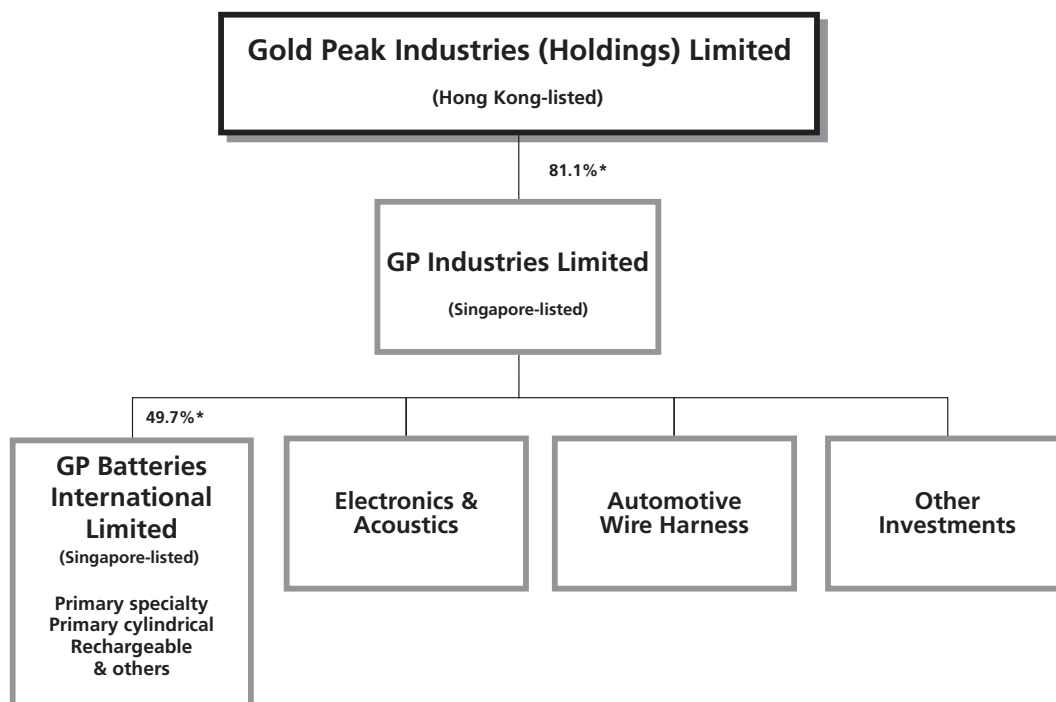 Gold Peak Industries (Holdings) Limited
(Hong Kong-listed)
81.1%*
GP Industries Limited
(Singapore-listed)
49.7%*
GP Batteries
International
Limited
(Singapore-listed)
Primary specialty
Primary cylindrical
Rechargeable
& others
Electronics &
Acoustics
Automotive
Wire Harness
Other
Investments